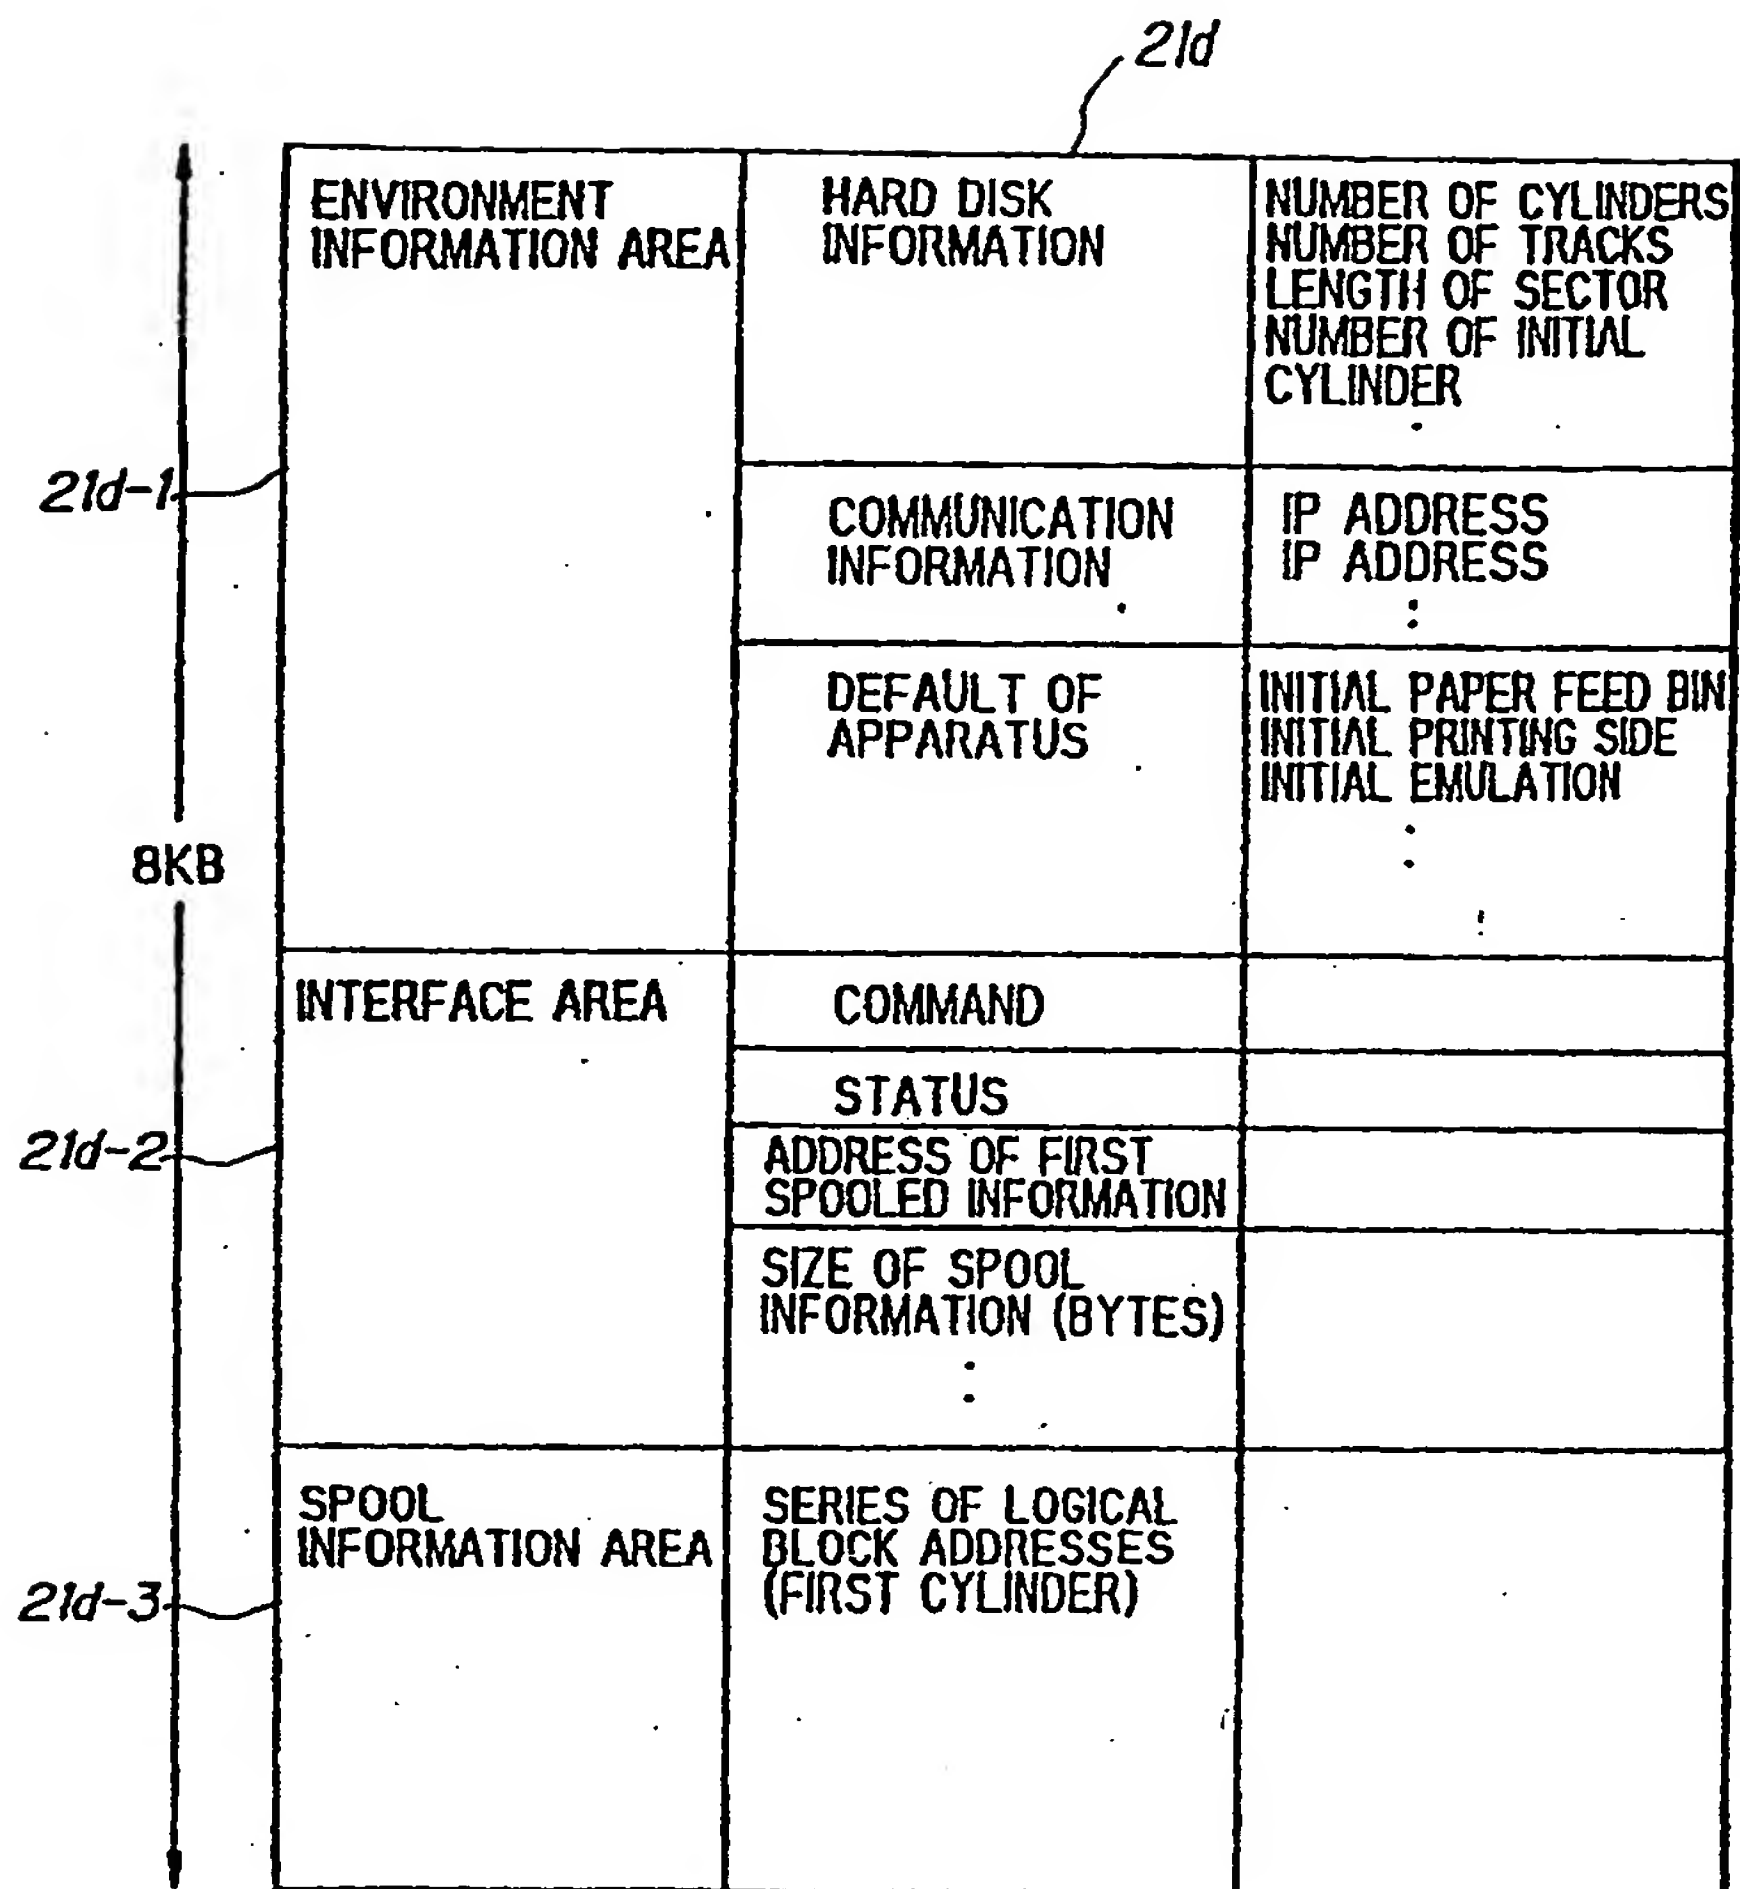 21d
ENVIRONMENT
INFORMATION AREA
HARD DISK
INFORMATION
NUMBER OF CYLINDERS
NUMBER OF TRACKS
LENGTH OF SECTOR
NUMBER OF INITIAL
CYLINDER
21d-1
COMMUNICATION
INFORMATION
IP ADDRESS
IP ADDRESS
DEFAULT OF
APPARATUS
INITIAL PAPER FEED BIN
INITIAL PRINTING SIDE
INITIAL EMULATION
8KB
INTERFACE AREA
COMMAND
STATUS
21d-2
ADDRESS OF FIRST
SPOOLED INFORMATION
SIZE OF SPOOL
INFORMATION (BYTES)
SPOOL
INFORMATION AREA
SERIES OF LOGICAL
BLOCK ADDRESSES
(FIRST CYLINDER)
21d-3